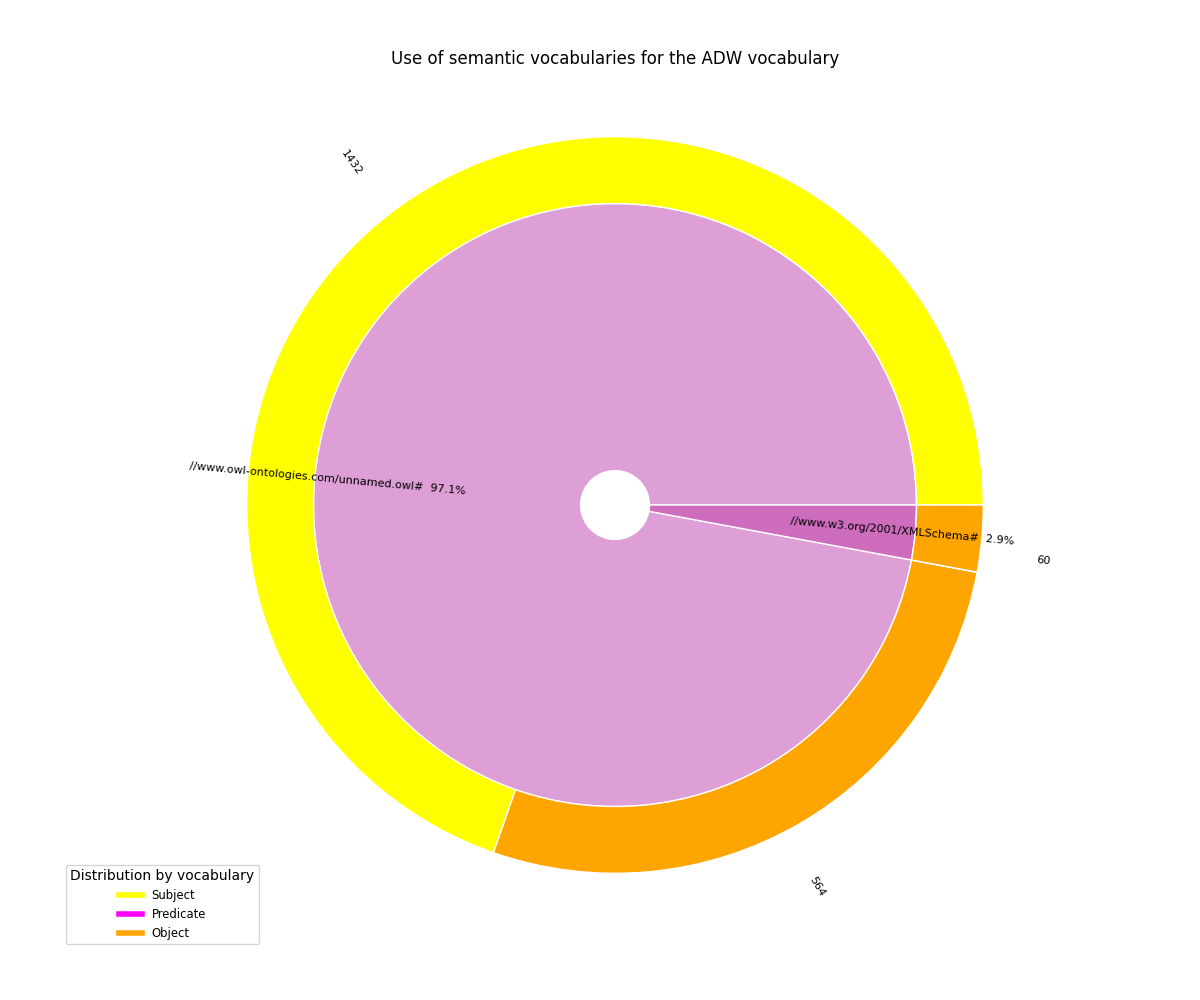 Use of semantic vocabularies for the ADW vocabulary
1432
//www.owl-ontologies.com/unnamed.owl#  97.1%
//www.w3.org/2001/XMLSchema#  2.9%
60
564
Distribution by vocabulary
Subject
Predicate
Object